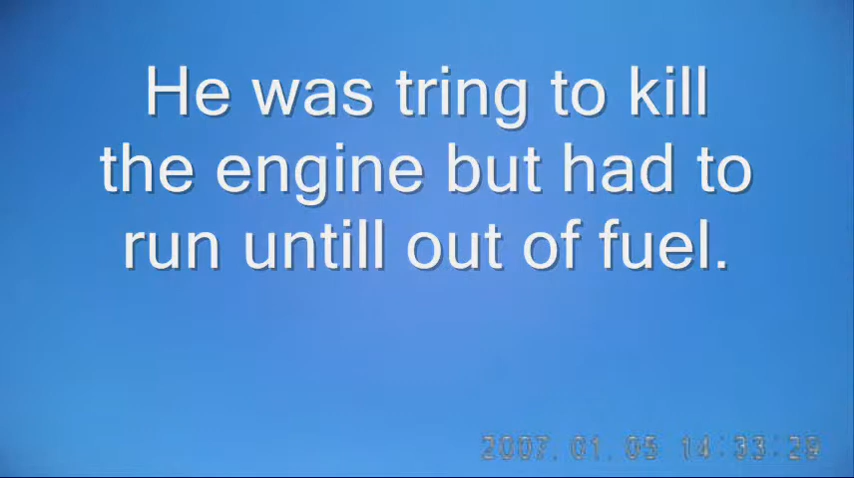 He was tring to kill
the engine but had to
run untill out of fuel.
2007. 01. 05 14:33:29